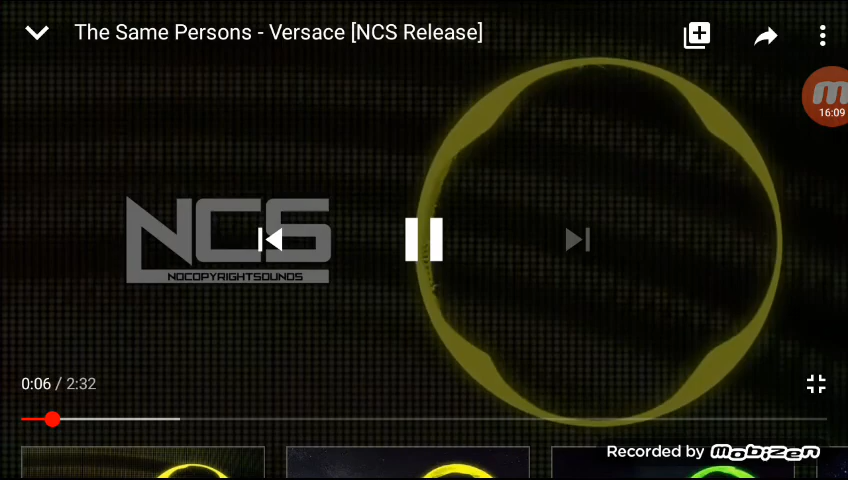 The Same Persons - Versace [NCS Release]
16:09
NCS
NOCOPYRIGHTSOUNDS
0:06 / 2:32
Recorded by mobizen